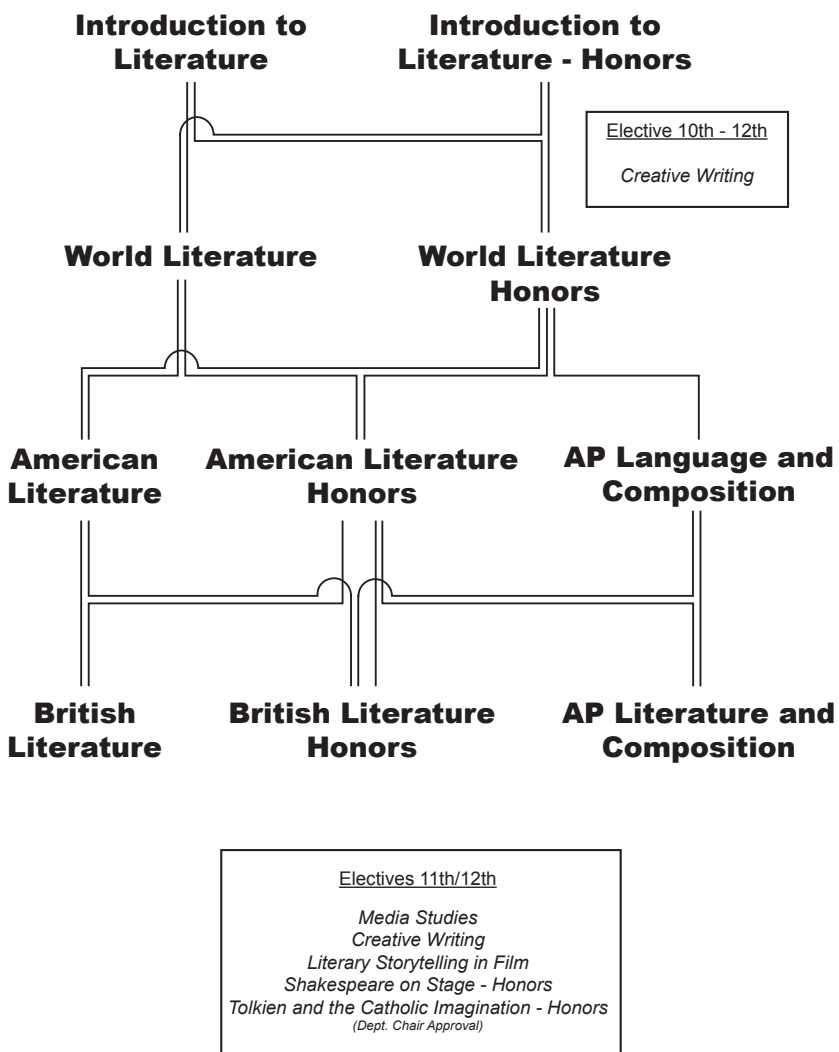 Introduction to
Literature
Introduction to
Literature - Honors
Elective 10th - 12th
Creative Writing
World Literature
World Literature
Honors
American
Literature
American Literature
Honors
AP Language and
Composition
British
Literature
British Literature
Honors
AP Literature and
Composition
Electives 11th/12th
Media Studies
Creative Writing
Literary Storytelling in Film
Shakespeare on Stage - Honors
Tolkien and the Catholic Imagination - Honors
(Dept. Chair Approval)